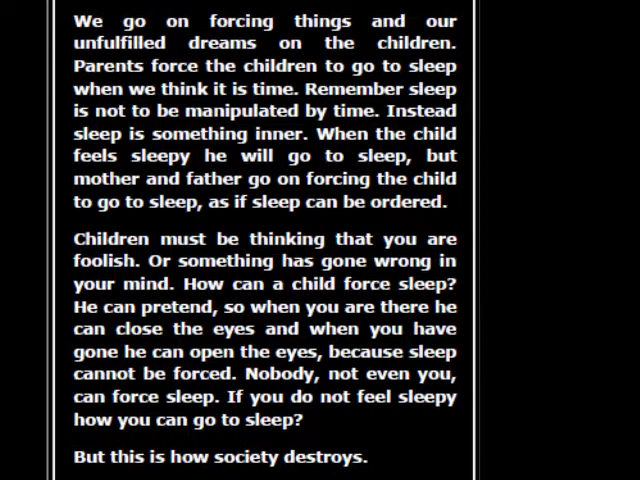 We go on forcing things and our
unfulfilled dreams on the children.
Parents force the children to go to sleep
when we think it is time. Remember sleep
is not to be manipulated by time. Instead
sleep is something inner. When the child
feels sleepy he will go to sleep, but
mother and father go on forcing the child
to go to sleep, as if sleep can be ordered.
Children must be thinking that you are
foolish. Or something has gone wrong in
your mind. How can a child force sleep?
He can pretend, so when you are there he
can close the eyes and when you have
gone he can open the eyes, because sleep
cannot be forced. Nobody, not even you,
can force sleep. If you do not feel sleepy
how you can go to sleep?
But this is how society destroys.